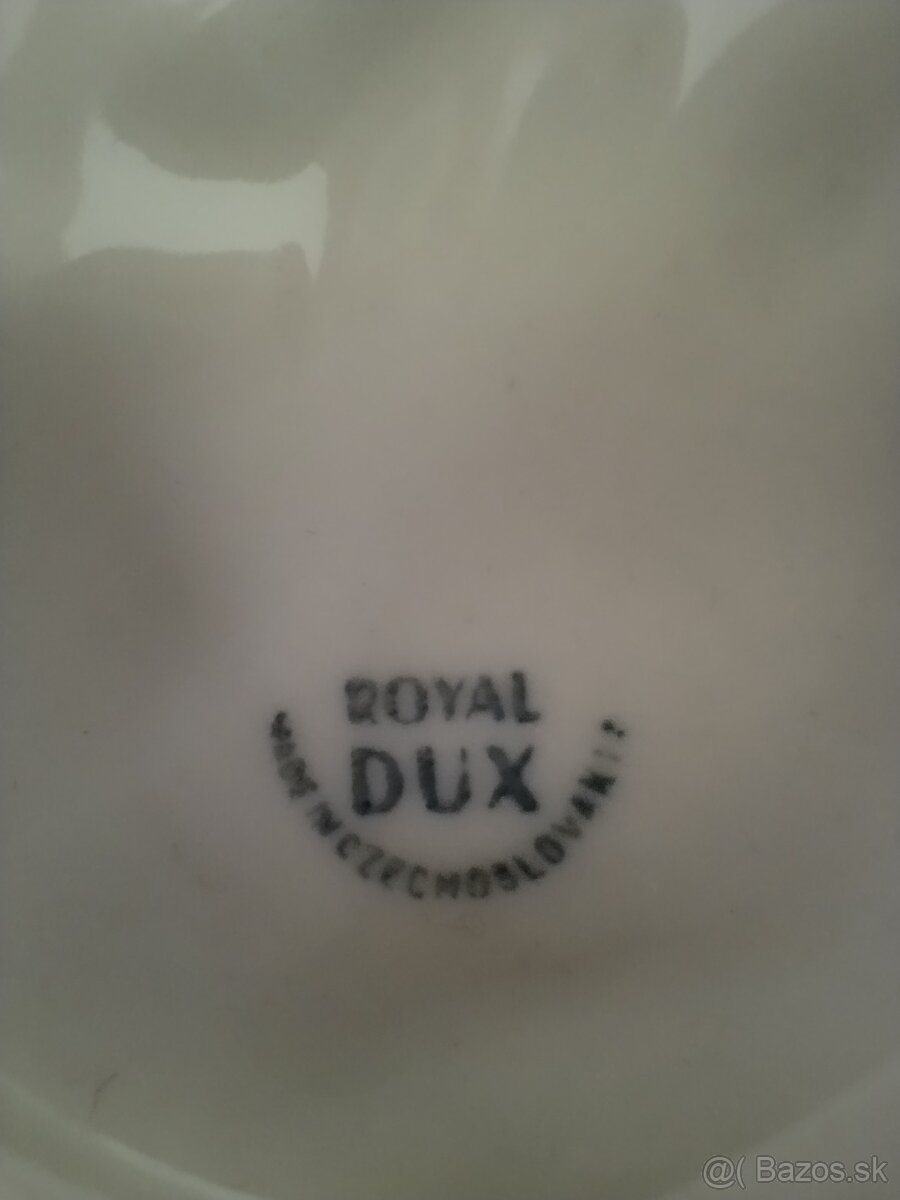 ROYAL
DUX
MADE IN CZECHOSLOVAKIA
@( Bazos.sk